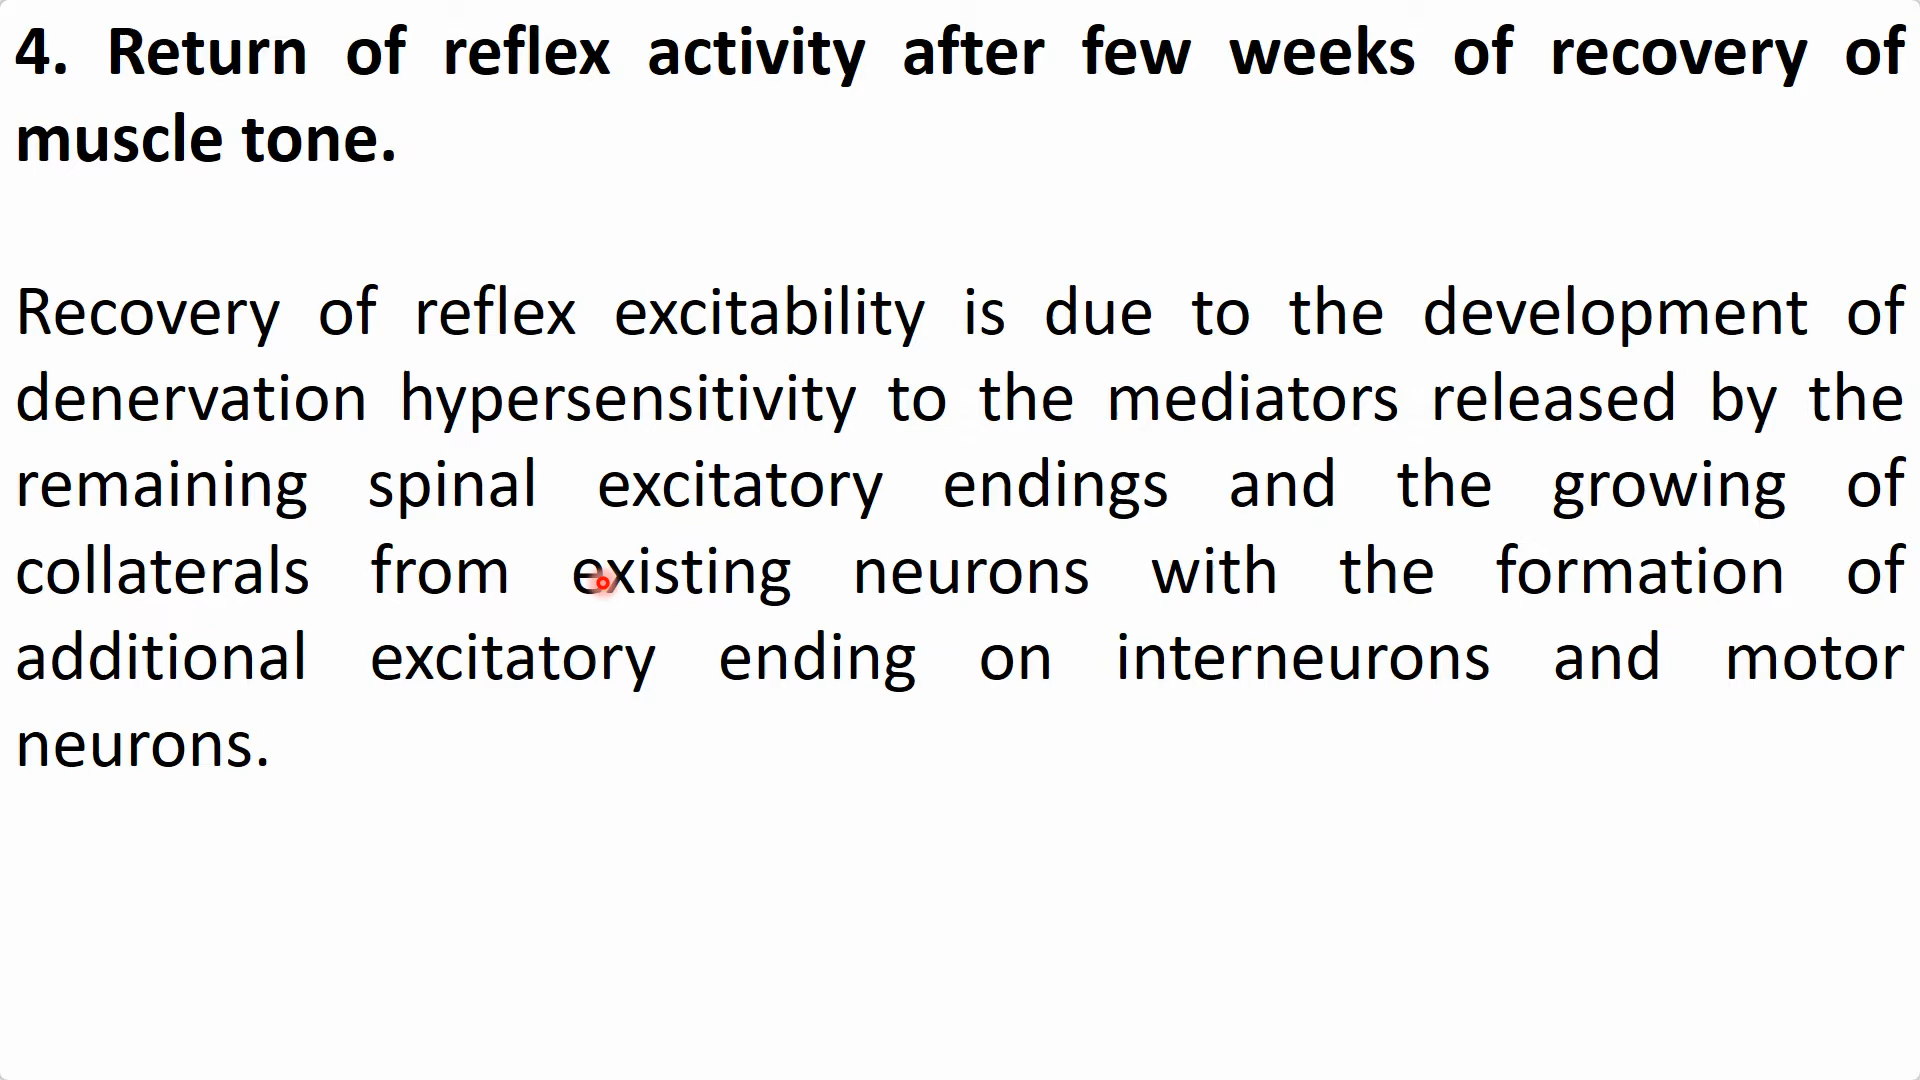 4. Return of reflex activity after few weeks of recovery of
muscle tone.
Recovery of reflex excitability is due to the development of
denervation hypersensitivity to the mediators released by the
remaining spinal excitatory endings and the growing of
collaterals from existing neurons with the formation of
additional excitatory ending on interneurons and motor
neurons.